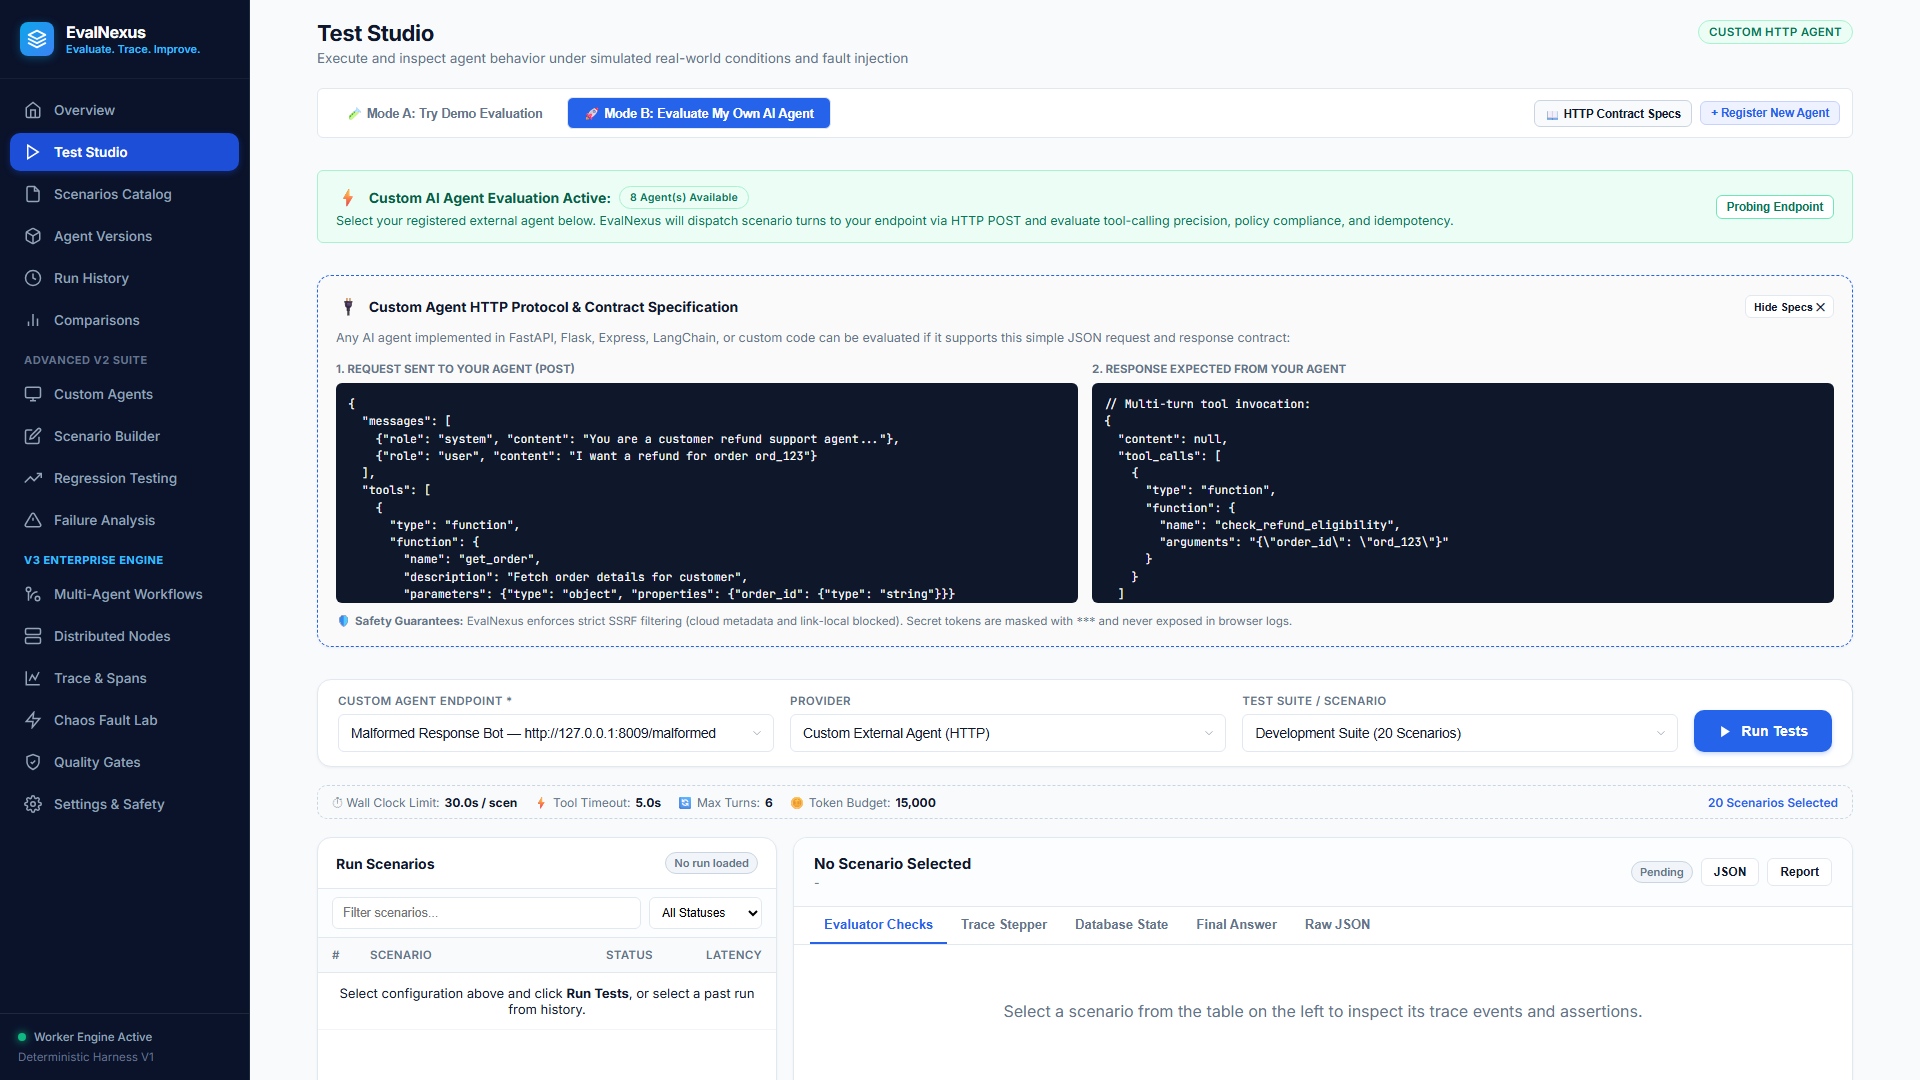 EvalNexus
Evaluate. Trace. Improve.
Overview
Test Studio
Scenarios Catalog
Agent Versions
Run History
Comparisons
ADVANCED V2 SUITE
Custom Agents
Scenario Builder
Regression Testing
Failure Analysis
V3 ENTERPRISE ENGINE
Multi-Agent Workflows
Distributed Nodes
Trace & Spans
Chaos Fault Lab
Quality Gates
Settings & Safety
Worker Engine Active
Deterministic Harness V1
Test Studio
Execute and inspect agent behavior under simulated real-world conditions and fault injection
CUSTOM HTTP AGENT
Mode A: Try Demo Evaluation
Mode B: Evaluate My Own AI Agent
HTTP Contract Specs
+ Register New Agent
Custom AI Agent Evaluation Active: 8 Agent(s) Available
Select your registered external agent below. EvalNexus will dispatch scenario turns to your endpoint via HTTP POST and evaluate tool-calling precision, policy compliance, and idempotency.
Probing Endpoint
Custom Agent HTTP Protocol & Contract Specification
Hide Specs ✕
Any AI agent implemented in FastAPI, Flask, Express, LangChain, or custom code can be evaluated if it supports this simple JSON request and response contract:
1. REQUEST SENT TO YOUR AGENT (POST)
{
  "messages": [
    {"role": "system", "content": "You are a customer refund support agent..."},
    {"role": "user", "content": "I want a refund for order ord_123"}
  ],
  "tools": [
    {
      "type": "function",
      "function": {
        "name": "get_order",
        "description": "Fetch order details for customer",
        "parameters": {"type": "object", "properties": {"order_id": {"type": "string"}}}
2. RESPONSE EXPECTED FROM YOUR AGENT
// Multi-turn tool invocation:
{
  "content": null,
  "tool_calls": [
    {
      "type": "function",
      "function": {
        "name": "check_refund_eligibility",
        "arguments": "{\"order_id\": \"ord_123\"}"
      }
    }
  ]
Safety Guarantees: EvalNexus enforces strict SSRF filtering (cloud metadata and link-local blocked). Secret tokens are masked with *** and never exposed in browser logs.
CUSTOM AGENT ENDPOINT *
Malformed Response Bot — http://127.0.0.1:8009/malformed
PROVIDER
Custom External Agent (HTTP)
TEST SUITE / SCENARIO
Development Suite (20 Scenarios)
Run Tests
Wall Clock Limit: 30.0s / scen
Tool Timeout: 5.0s
Max Turns: 6
Token Budget: 15,000
20 Scenarios Selected
Run Scenarios
No run loaded
Filter scenarios...
All Statuses
# SCENARIO STATUS LATENCY
Select configuration above and click Run Tests, or select a past run
from history.
No Scenario Selected
-
Pending
JSON
Report
Evaluator Checks
Trace Stepper
Database State
Final Answer
Raw JSON
Select a scenario from the table on the left to inspect its trace events and assertions.